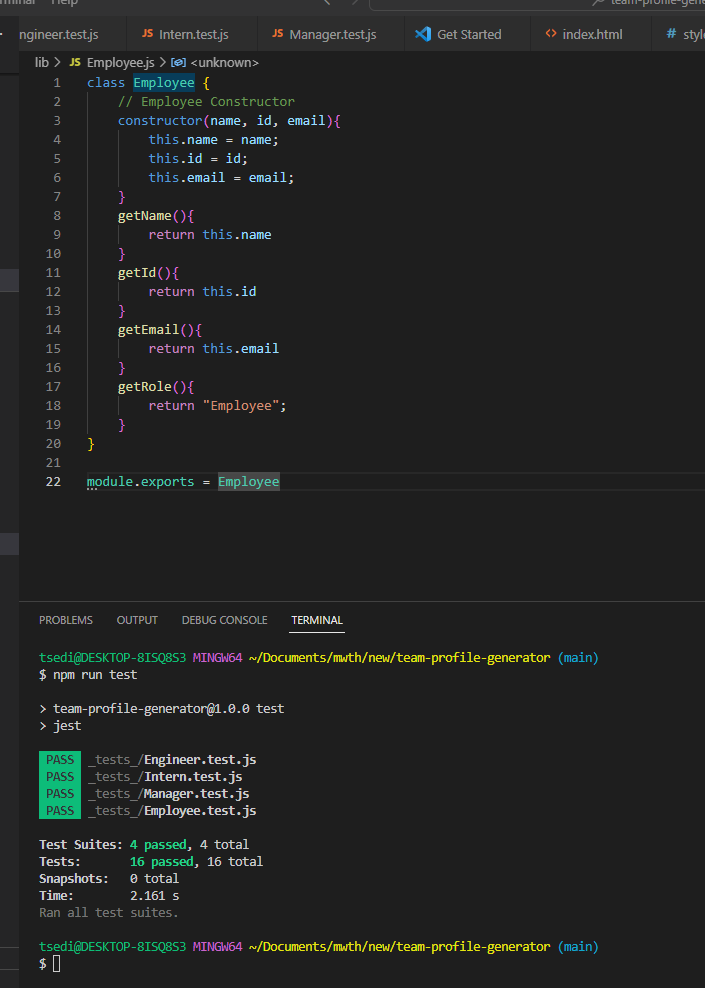 Help
team-profile-gene
ngineer.test.js
JS Intern.test.js
JS Manager.test.js
Get Started
<> index.html
# style
lib > JS Employee.js > <unknown>
1 class Employee {
2 // Employee Constructor
3 constructor(name, id, email){
4 this.name = name;
5 this.id = id;
6 this.email = email;
7 }
8 getName(){
9 return this.name
10 }
11 getId(){
12 return this.id
13 }
14 getEmail(){
15 return this.email
16 }
17 getRole(){
18 return "Employee";
19 }
20 }
21
22 module.exports = Employee
PROBLEMS OUTPUT DEBUG CONSOLE TERMINAL
tsedi@DESKTOP-8ISQ8S3 MINGW64 ~/Documents/mwth/new/team-profile-generator (main)
$ npm run test
> team-profile-generator@1.0.0 test
> jest
PASS _tests_/Engineer.test.js
PASS _tests_/Intern.test.js
PASS _tests_/Manager.test.js
PASS _tests_/Employee.test.js
Test Suites: 4 passed, 4 total
Tests: 16 passed, 16 total
Snapshots: 0 total
Time: 2.161 s
Ran all test suites.
tsedi@DESKTOP-8ISQ8S3 MINGW64 ~/Documents/mwth/new/team-profile-generator (main)
$